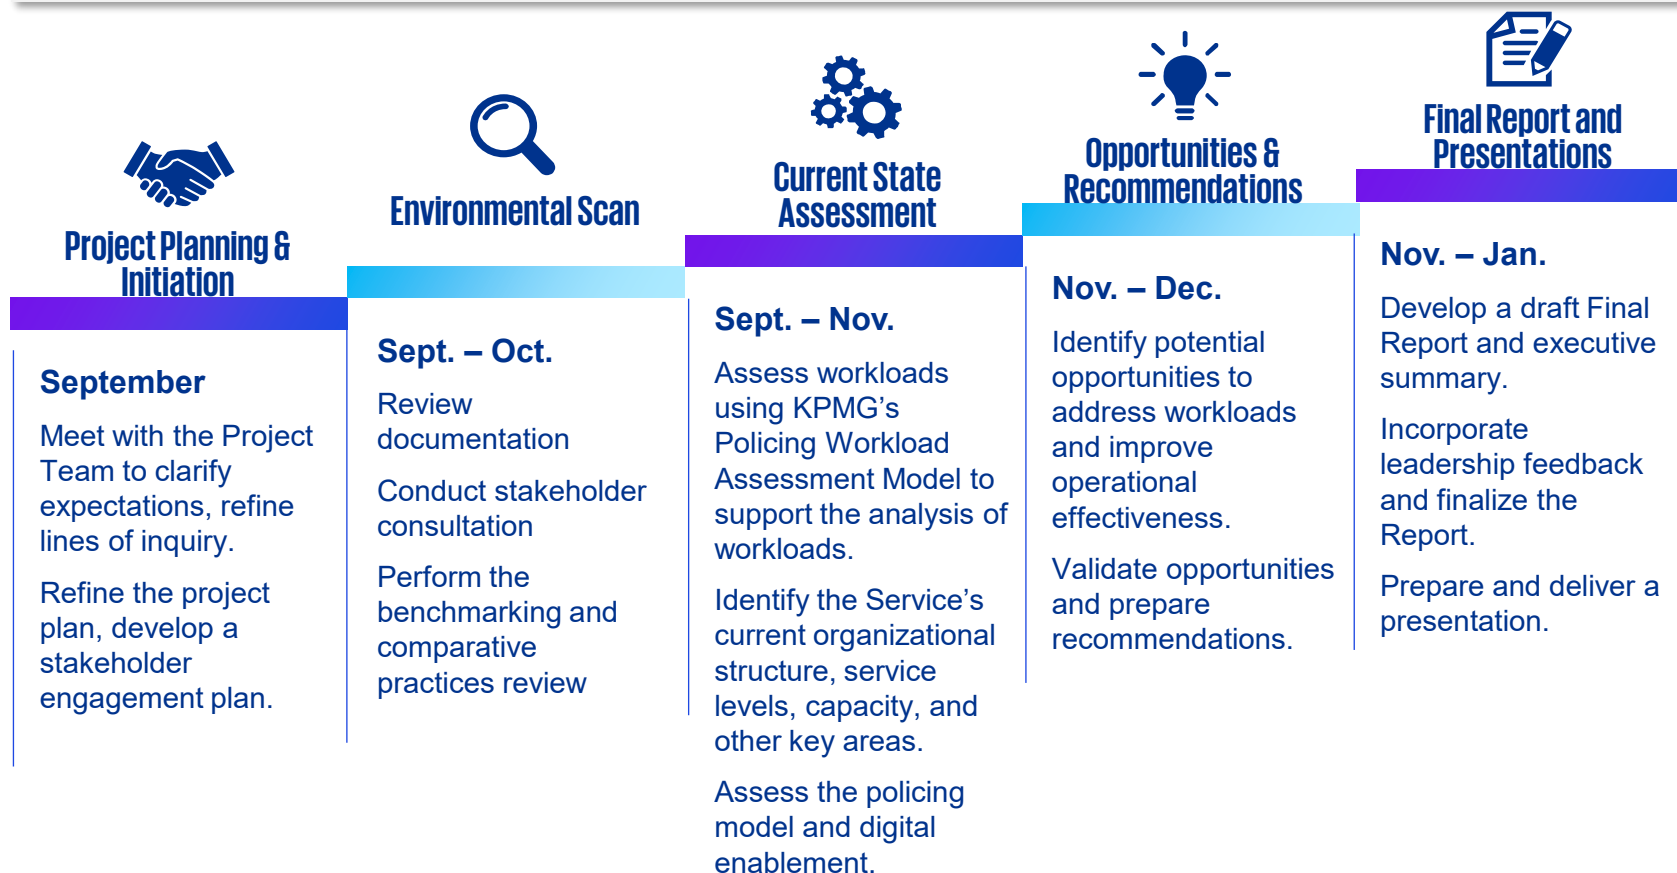 Project Planning &
Initiation
September
Meet with the Project
Team to clarify
expectations, refine
lines of inquiry.
Refine the project
plan, develop a
stakeholder
engagement plan.
Environmental Scan
Sept. – Oct.
Review
documentation
Conduct stakeholder
consultation
Perform the
benchmarking and
comparative
practices review
Current State
Assessment
Sept. – Nov.
Assess workloads
using KPMG’s
Policing Workload
Assessment Model to
support the analysis of
workloads.
Identify the Service’s
current organizational
structure, service
levels, capacity, and
other key areas.
Assess the policing
model and digital
enablement.
Opportunities &
Recommendations
Nov. – Dec.
Identify potential
opportunities to
address workloads
and improve
operational
effectiveness.
Validate opportunities
and prepare
recommendations.
Final Report and
Presentations
Nov. – Jan.
Develop a draft Final
Report and executive
summary.
Incorporate
leadership feedback
and finalize the
Report.
Prepare and deliver a
presentation.